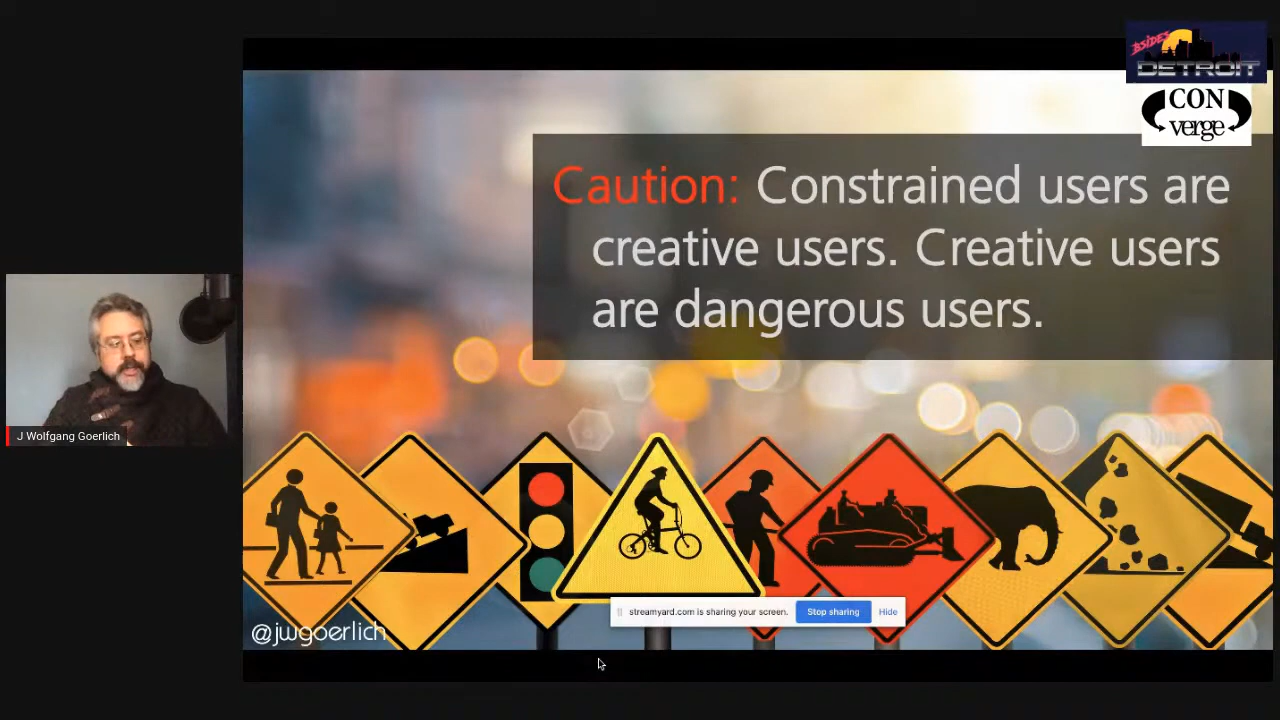 BSIDES
DETROIT
CON
verge
Caution: Constrained users are
creative users. Creative users
are dangerous users.
J Wolfgang Goerlich
streamyard.com is sharing your screen.
Stop sharing
Hide
@jwgoerlich